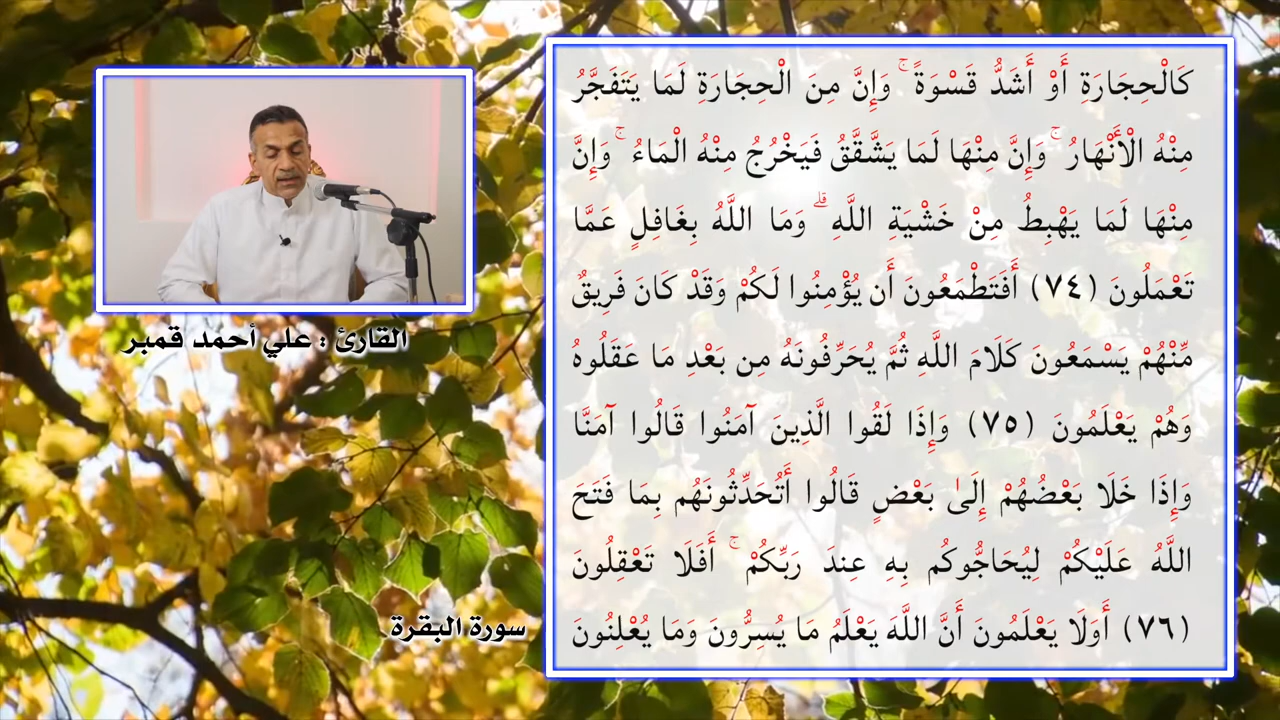 كَالْحِجَارَةِ أَوْ أَشَدُّ قَسْوَةً ۚ وَإِنَّ مِنَ الْحِجَارَةِ لَمَا يَتَفَجَّرُ
مِنْهُ الْأَنْهَارُ ۚ وَإِنَّ مِنْهَا لَمَا يَشَّقَّقُ فَيَخْرُجُ مِنْهُ الْمَاءُ ۚ وَإِنَّ
مِنْهَا لَمَا يَهْبِطُ مِنْ خَشْيَةِ اللَّهِ ۗ وَمَا اللَّهُ بِغَافِلٍ عَمَّا
تَعْمَلُونَ (٧٤) أَفَتَطْمَعُونَ أَن يُؤْمِنُوا لَكُمْ وَقَدْ كَانَ فَرِيقٌ
مِّنْهُمْ يَسْمَعُونَ كَلَامَ اللَّهِ ثُمَّ يُحَرِّفُونَهُ مِن بَعْدِ مَا عَقَلُوهُ
وَهُمْ يَعْلَمُونَ (٧٥) وَإِذَا لَقُوا الَّذِينَ آمَنُوا قَالُوا آمَنَّا
وَإِذَا خَلَا بَعْضُهُمْ إِلَىٰ بَعْضٍ قَالُوا أَتُحَدِّثُونَهُم بِمَا فَتَحَ
اللَّهُ عَلَيْكُمْ لِيُحَاجُّوكُم بِهِ عِندَ رَبِّكُمْ ۚ أَفَلَا تَعْقِلُونَ
(٧٦) أَوَلَا يَعْلَمُونَ أَنَّ اللَّهَ يَعْلَمُ مَا يُسِرُّونَ وَمَا يُعْلِنُونَ
القارئ : علي أحمد قمبر
سورة البقرة